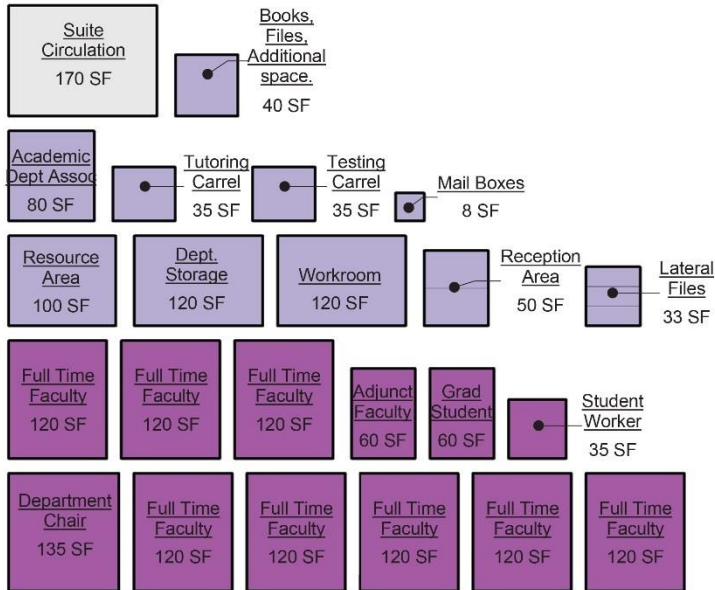 Suite
Circulation
170 SF
Books,
Files,
Additional
space.
40 SF
Academic
Dept Assoc
80 SF
Tutoring
Carrel
35 SF
Testing
Carrel
35 SF
Mail Boxes
8 SF
Resource
Area
100 SF
Dept.
Storage
120 SF
Workroom
120 SF
Reception
Area
50 SF
Lateral
Files
33 SF
Full Time
Faculty
120 SF
Full Time
Faculty
120 SF
Full Time
Faculty
120 SF
Adjunct
Faculty
60 SF
Grad
Student
60 SF
Student
Worker
35 SF
Department
Chair
135 SF
Full Time
Faculty
120 SF
Full Time
Faculty
120 SF
Full Time
Faculty
120 SF
Full Time
Faculty
120 SF
Full Time
Faculty
120 SF